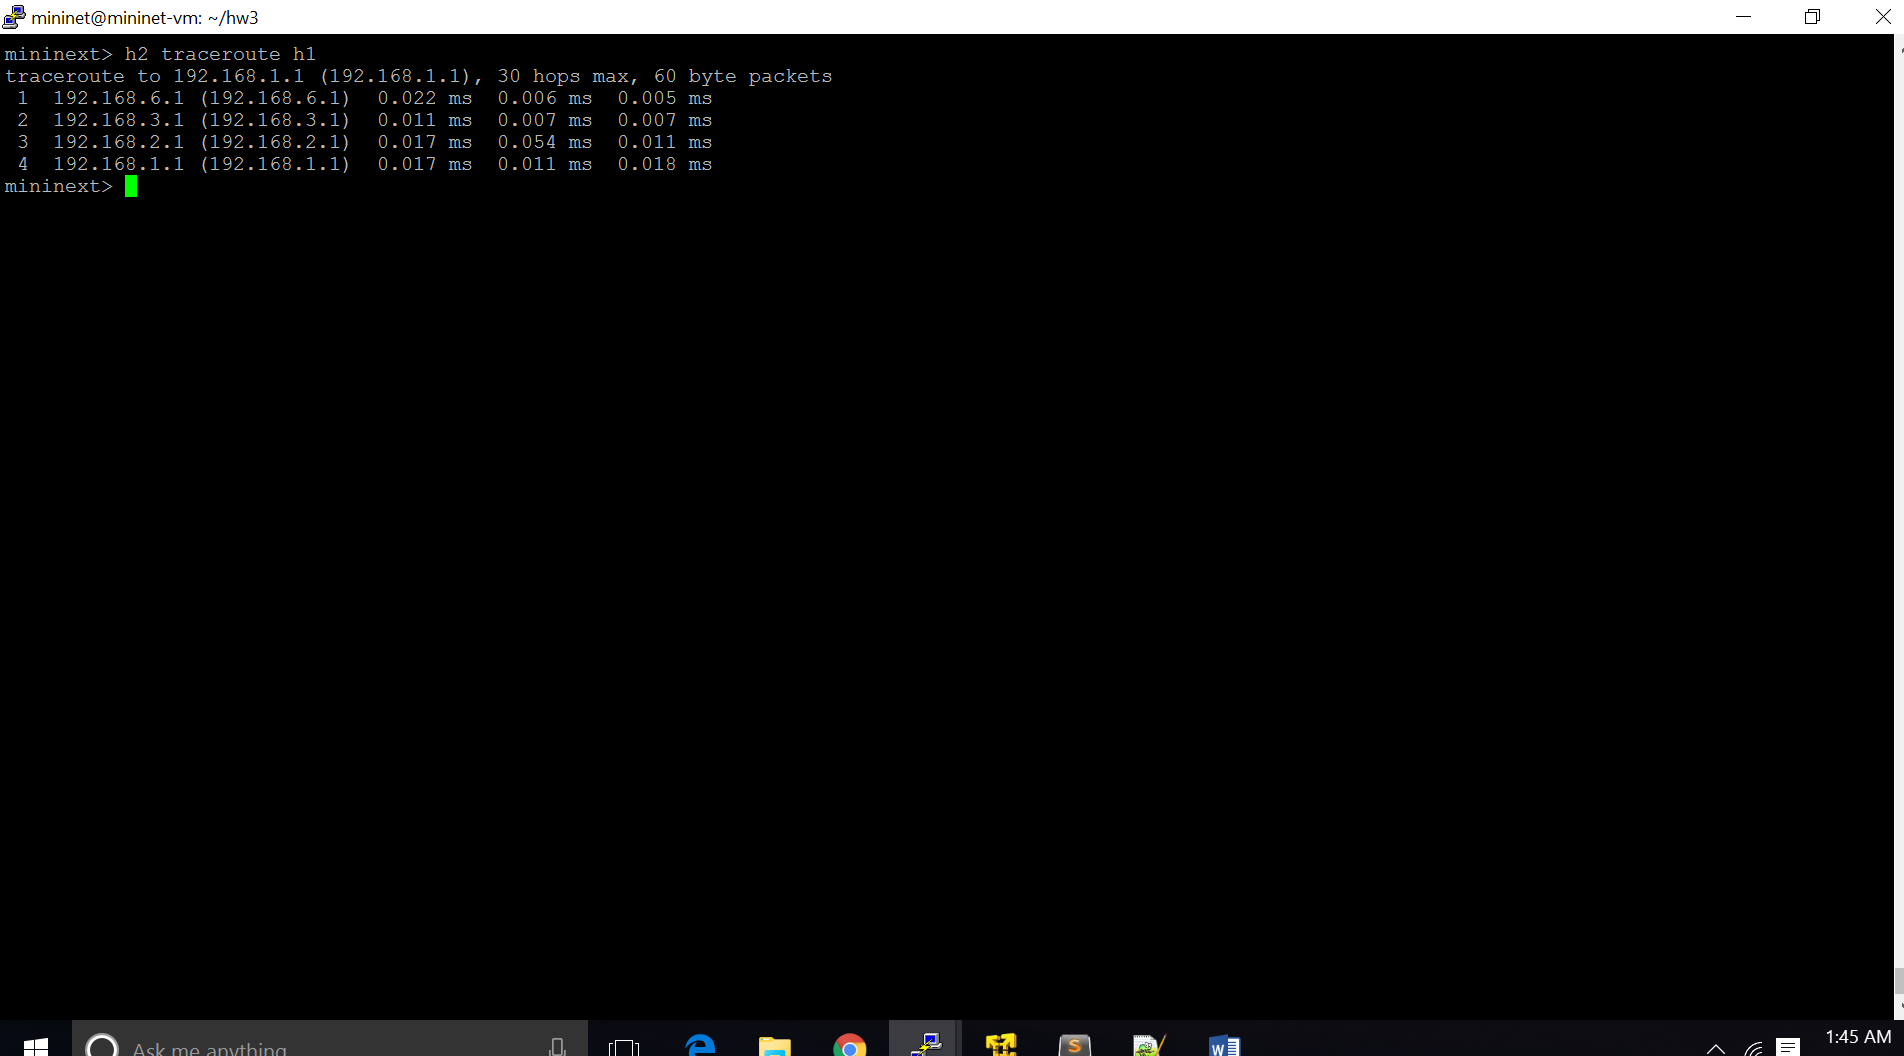 mininet@mininet-vm: ~/hw3
mininext> h2 traceroute h1
traceroute to 192.168.1.1 (192.168.1.1), 30 hops max, 60 byte packets
 1  192.168.6.1 (192.168.6.1)  0.022 ms  0.006 ms  0.005 ms
 2  192.168.3.1 (192.168.3.1)  0.011 ms  0.007 ms  0.007 ms
 3  192.168.2.1 (192.168.2.1)  0.017 ms  0.054 ms  0.011 ms
 4  192.168.1.1 (192.168.1.1)  0.017 ms  0.011 ms  0.018 ms
mininext>
Ask me anything
1:45 AM